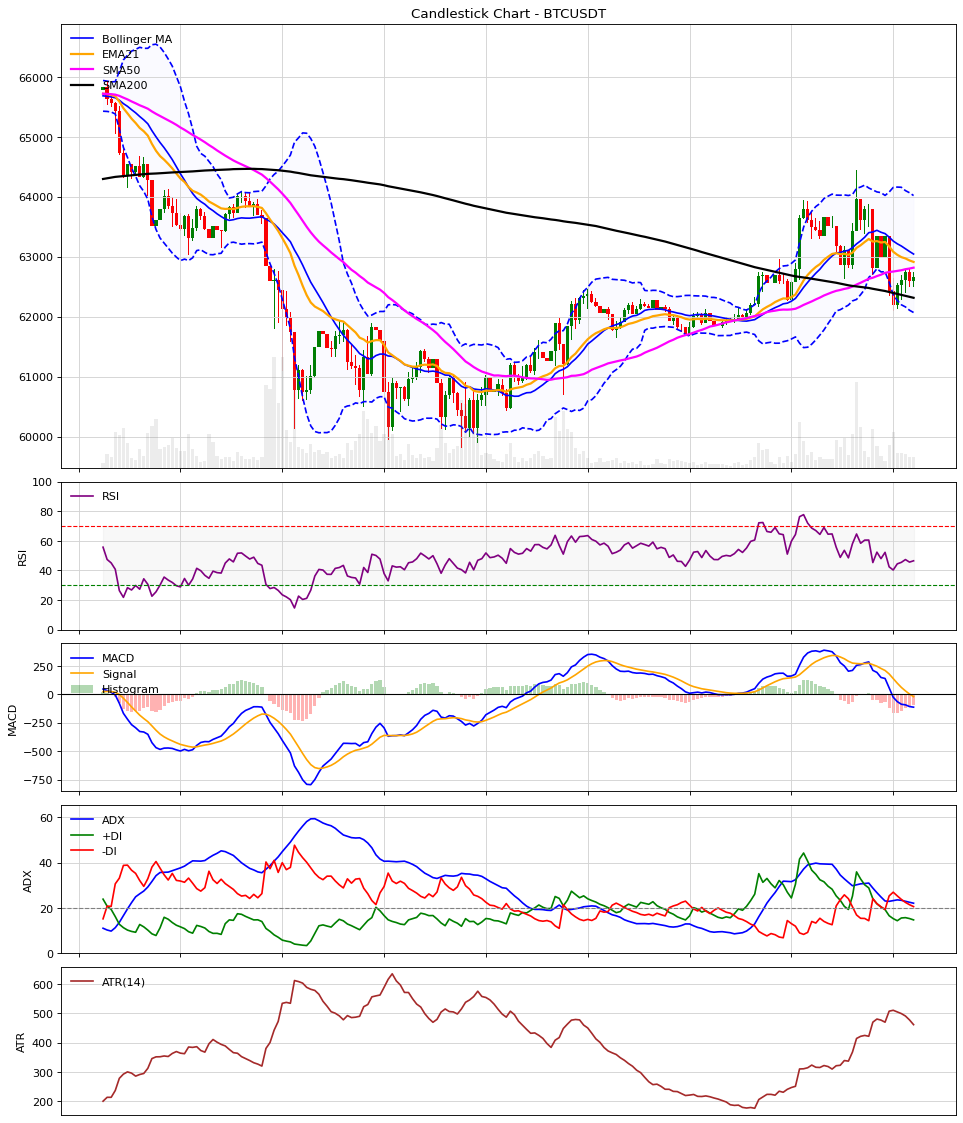 Candlestick Chart - BTCUSDT
Bollinger MA
EMA21
SMA50
SMA200
66000
65000
64000
63000
62000
61000
60000
RSI
100
80
60
40
20
0
RSI
MACD
Signal
Histogram
250
0
−250
−500
−750
MACD
ADX
+DI
-DI
60
40
20
0
ADX
ATR(14)
600
500
400
300
200
ATR